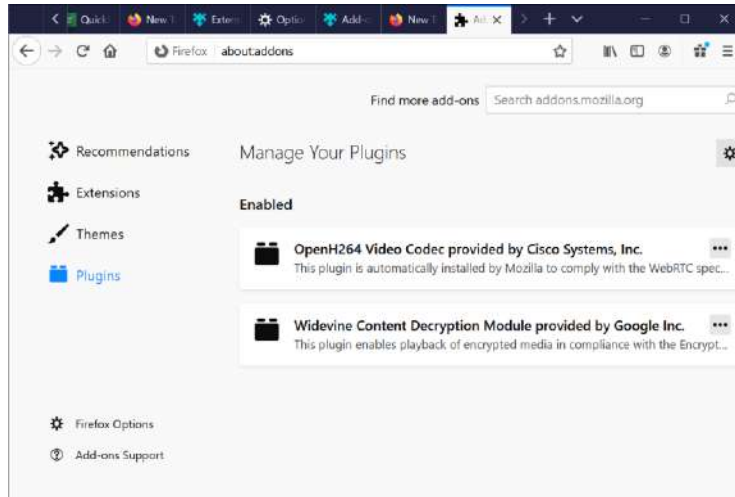 Quick
New T
Extens
Optio
Add-o
New T
Ad
Firefox about:addons
Find more add-ons Search addons.mozilla.org
Recommendations
Manage Your Plugins
Extensions
Enabled
Themes
OpenH264 Video Codec provided by Cisco Systems, Inc.
This plugin is automatically installed by Mozilla to comply with the WebRTC spec...
Plugins
Widevine Content Decryption Module provided by Google Inc.
This plugin enables playback of encrypted media in compliance with the Encrypt...
Firefox Options
Add-ons Support